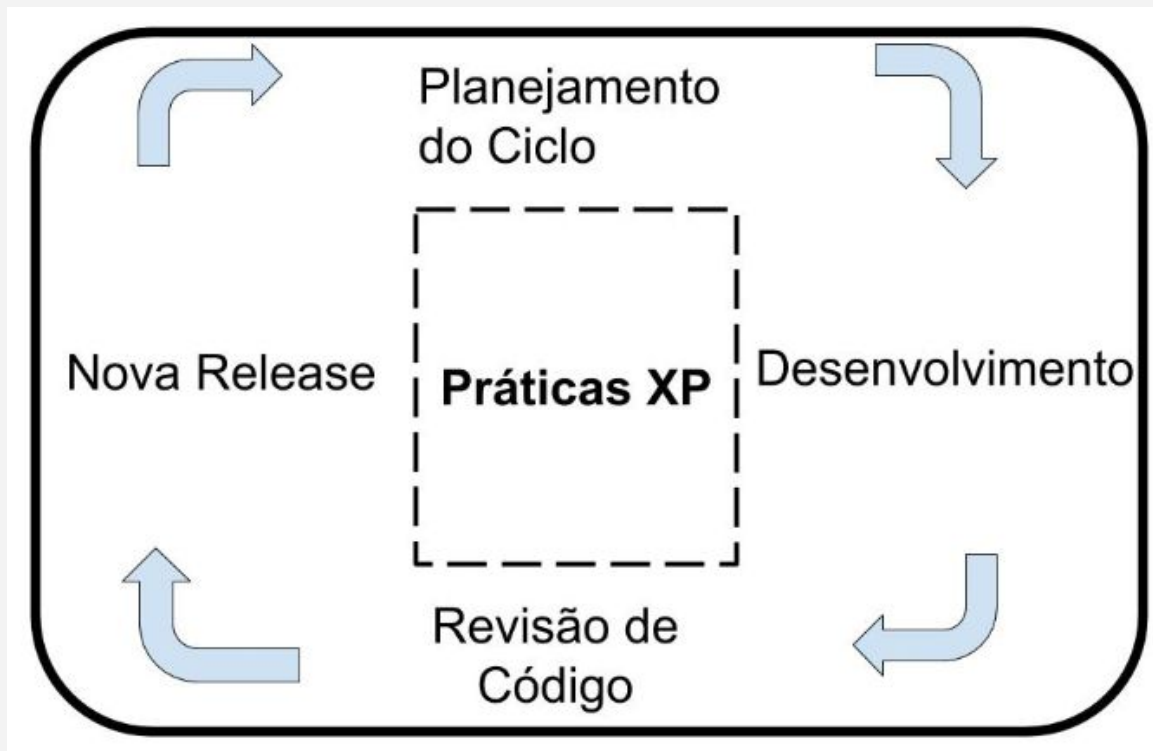 Planejamento
do Ciclo
Nova Release
Práticas XP
Desenvolvimento
Revisão de
Código